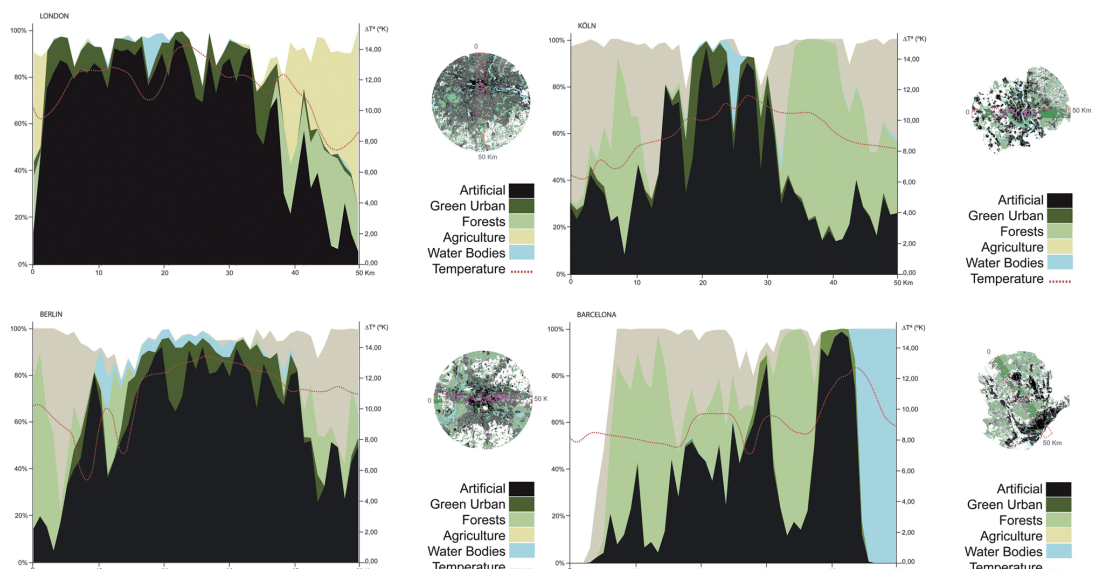 LONDON
100%
80%
60%
40%
20%
0%
0
10
20
30
40
50 Km
ΔTª (ºK)
14,00
12,00
10,00
8,00
6,00
4,00
2,00
0,00
0
50 Km
Artificial
Green Urban
Forests
Agriculture
Water Bodies
Temperature
KÖLN
100%
80%
60%
40%
20%
0%
0
10
20
30
40
50 Km
ΔTª (ºK)
14,00
12,00
10,00
8,00
6,00
4,00
2,00
0,00
0
50 Km
Artificial
Green Urban
Forests
Agriculture
Water Bodies
Temperature
BERLIN
100%
80%
60%
40%
20%
0%
ΔTª (ºK)
14,00
12,00
10,00
8,00
6,00
4,00
2,00
0,00
0
50 K
Artificial
Green Urban
Forests
Agriculture
Water Bodies
Temperature
BARCELONA
100%
80%
60%
40%
20%
0%
ΔTª (ºK)
14,00
12,00
10,00
8,00
6,00
4,00
2,00
0,00
0
50 Km
Artificial
Green Urban
Forests
Agriculture
Water Bodies
Temperature